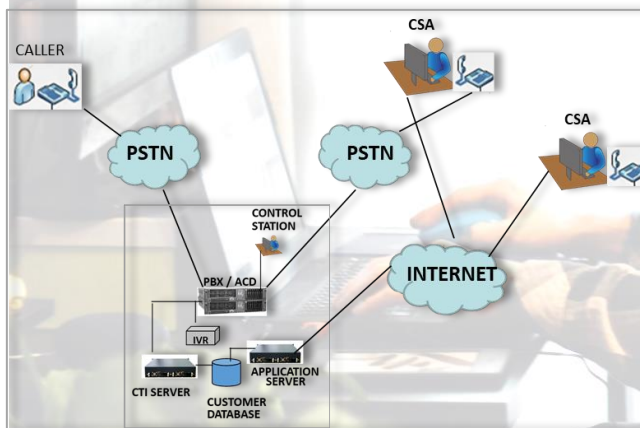 CALLER
CSA
CSA
PSTN
PSTN
CONTROL
STATION
PBX / ACD
INTERNET
IVR
CTI SERVER
CUSTOMER
DATABASE
APPLICATION
SERVER